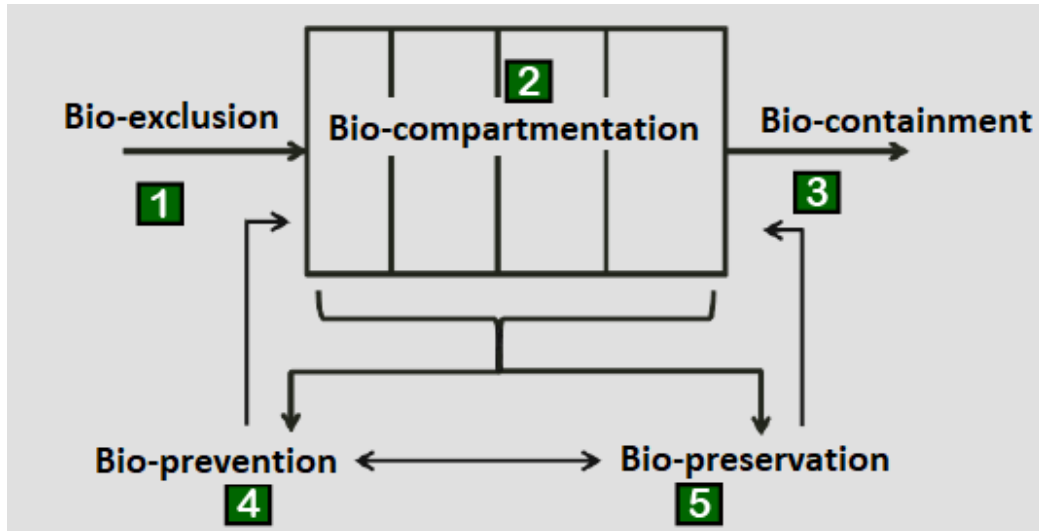 2
Bio-exclusion
Bio-compartmentation
Bio-containment
1
3
Bio-prevention
Bio-preservation
4
5